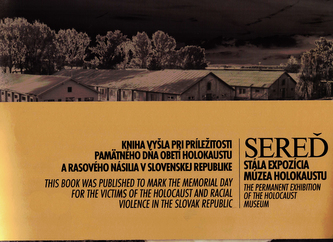 KNIHA VYŠLA PRI PRÍLEŽITOSTI
PAMÄTNÉHO DŇA OBETÍ HOLOKAUSTU
A RASOVÉHO NÁSILIA V SLOVENSKEJ REPUBLIKE
THIS BOOK WAS PUBLISHED TO MARK THE MEMORIAL DAY
FOR THE VICTIMS OF THE HOLOCAUST AND RACIAL
VIOLENCE IN THE SLOVAK REPUBLIC
SEREĎ
STÁLA EXPOZÍCIA
MÚZEA HOLOKAUSTU
THE PERMANENT EXHIBITION
OF THE HOLOCAUST
MUSEUM